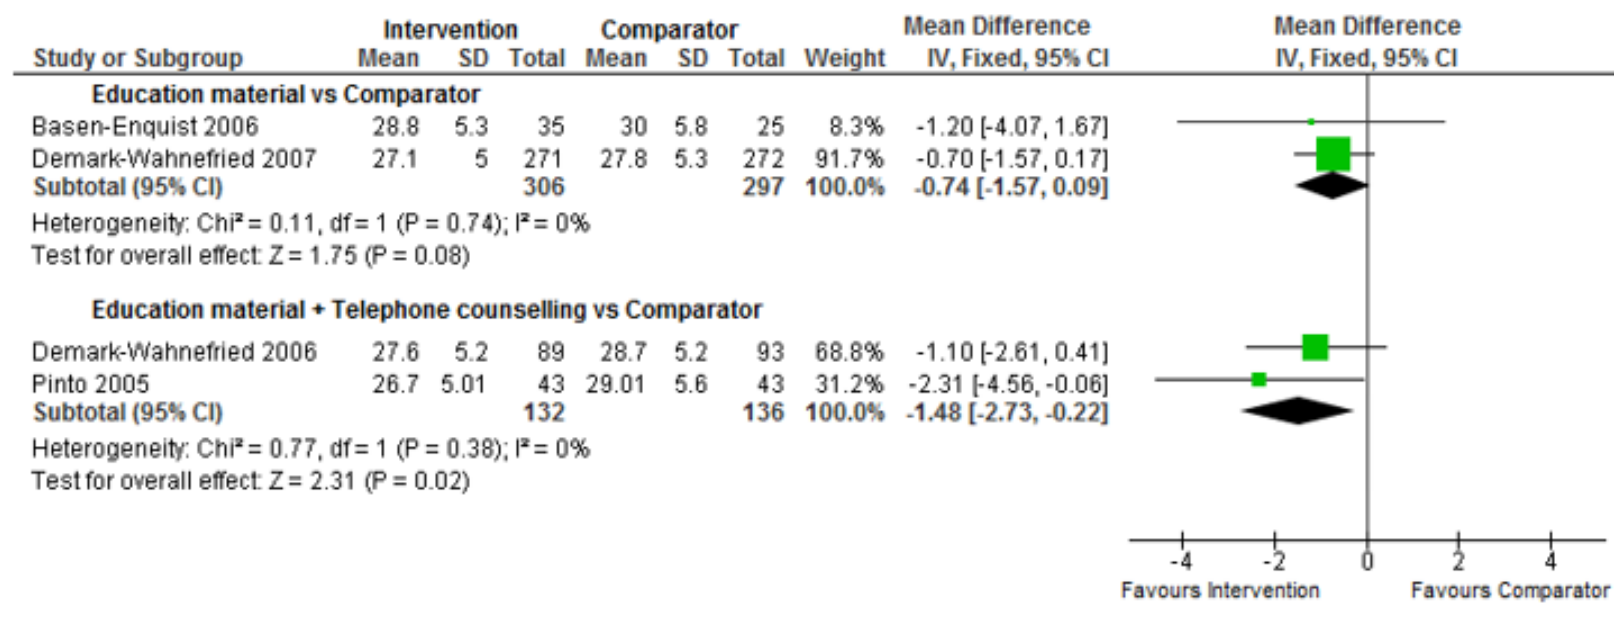 Intervention Comparator Mean Difference Mean Difference
Study or Subgroup Mean SD Total Mean SD Total Weight IV, Fixed, 95% CI IV, Fixed, 95% CI
Education material vs Comparator
Basen-Enquist 2006 28.8 5.3 35 30 5.8 25 8.3% -1.20 [-4.07, 1.67]
Demark-Wahnefried 2007 27.1 5 271 27.8 5.3 272 91.7% -0.70 [-1.57, 0.17]
Subtotal (95% CI) 306 297 100.0% -0.74 [-1.57, 0.09]
Heterogeneity: Chi² = 0.11, df = 1 (P = 0.74); I² = 0%
Test for overall effect: Z = 1.75 (P = 0.08)
Education material + Telephone counselling vs Comparator
Demark-Wahnefried 2006 27.6 5.2 89 28.7 5.2 93 68.8% -1.10 [-2.61, 0.41]
Pinto 2005 26.7 5.01 43 29.01 5.6 43 31.2% -2.31 [-4.56, -0.06]
Subtotal (95% CI) 132 136 100.0% -1.48 [-2.73, -0.22]
Heterogeneity: Chi² = 0.77, df = 1 (P = 0.38); I² = 0%
Test for overall effect: Z = 2.31 (P = 0.02)
-4 -2 0 2 4
Favours Intervention Favours Comparator